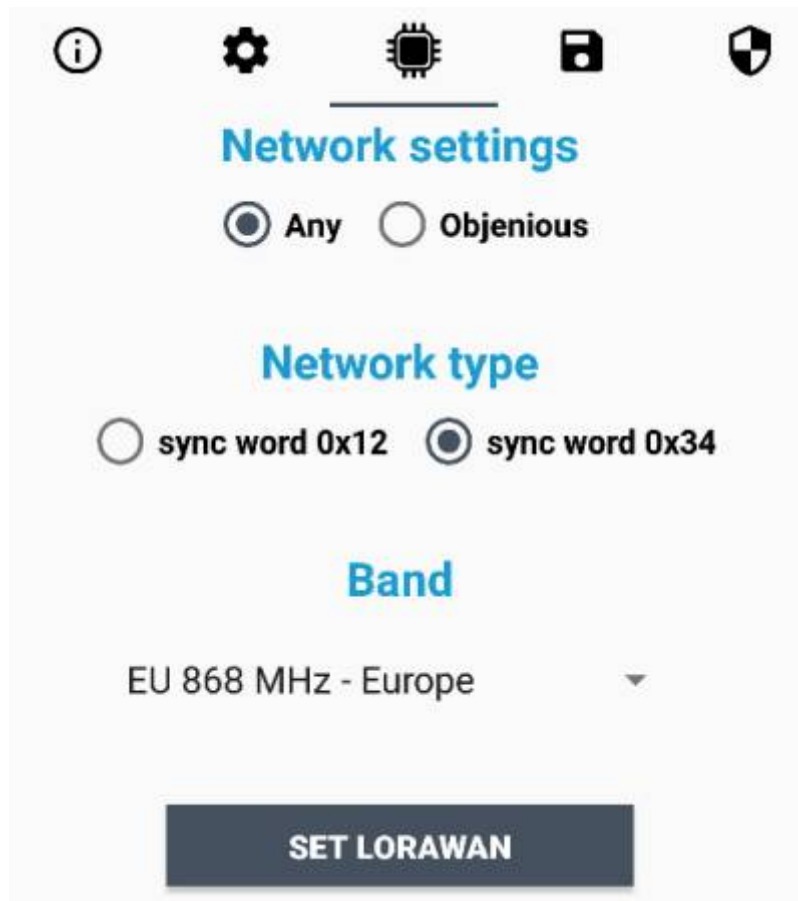 Network settings
Any Objenious
Network type
sync word 0x12 sync word 0x34
Band
EU 868 MHz - Europe
SET LORAWAN